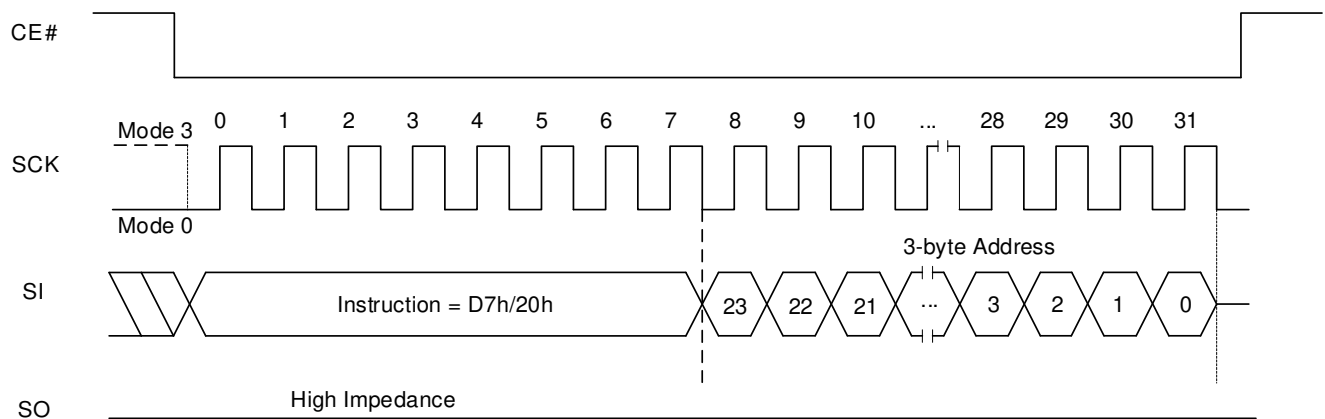 CE#
Mode 3
0 1 2 3 4 5 6 7 8 9 10 ... 28 29 30 31
SCK
Mode 0
3-byte Address
SI
Instruction = D7h/20h
23 22 21 ... 3 2 1 0
High Impedance
SO